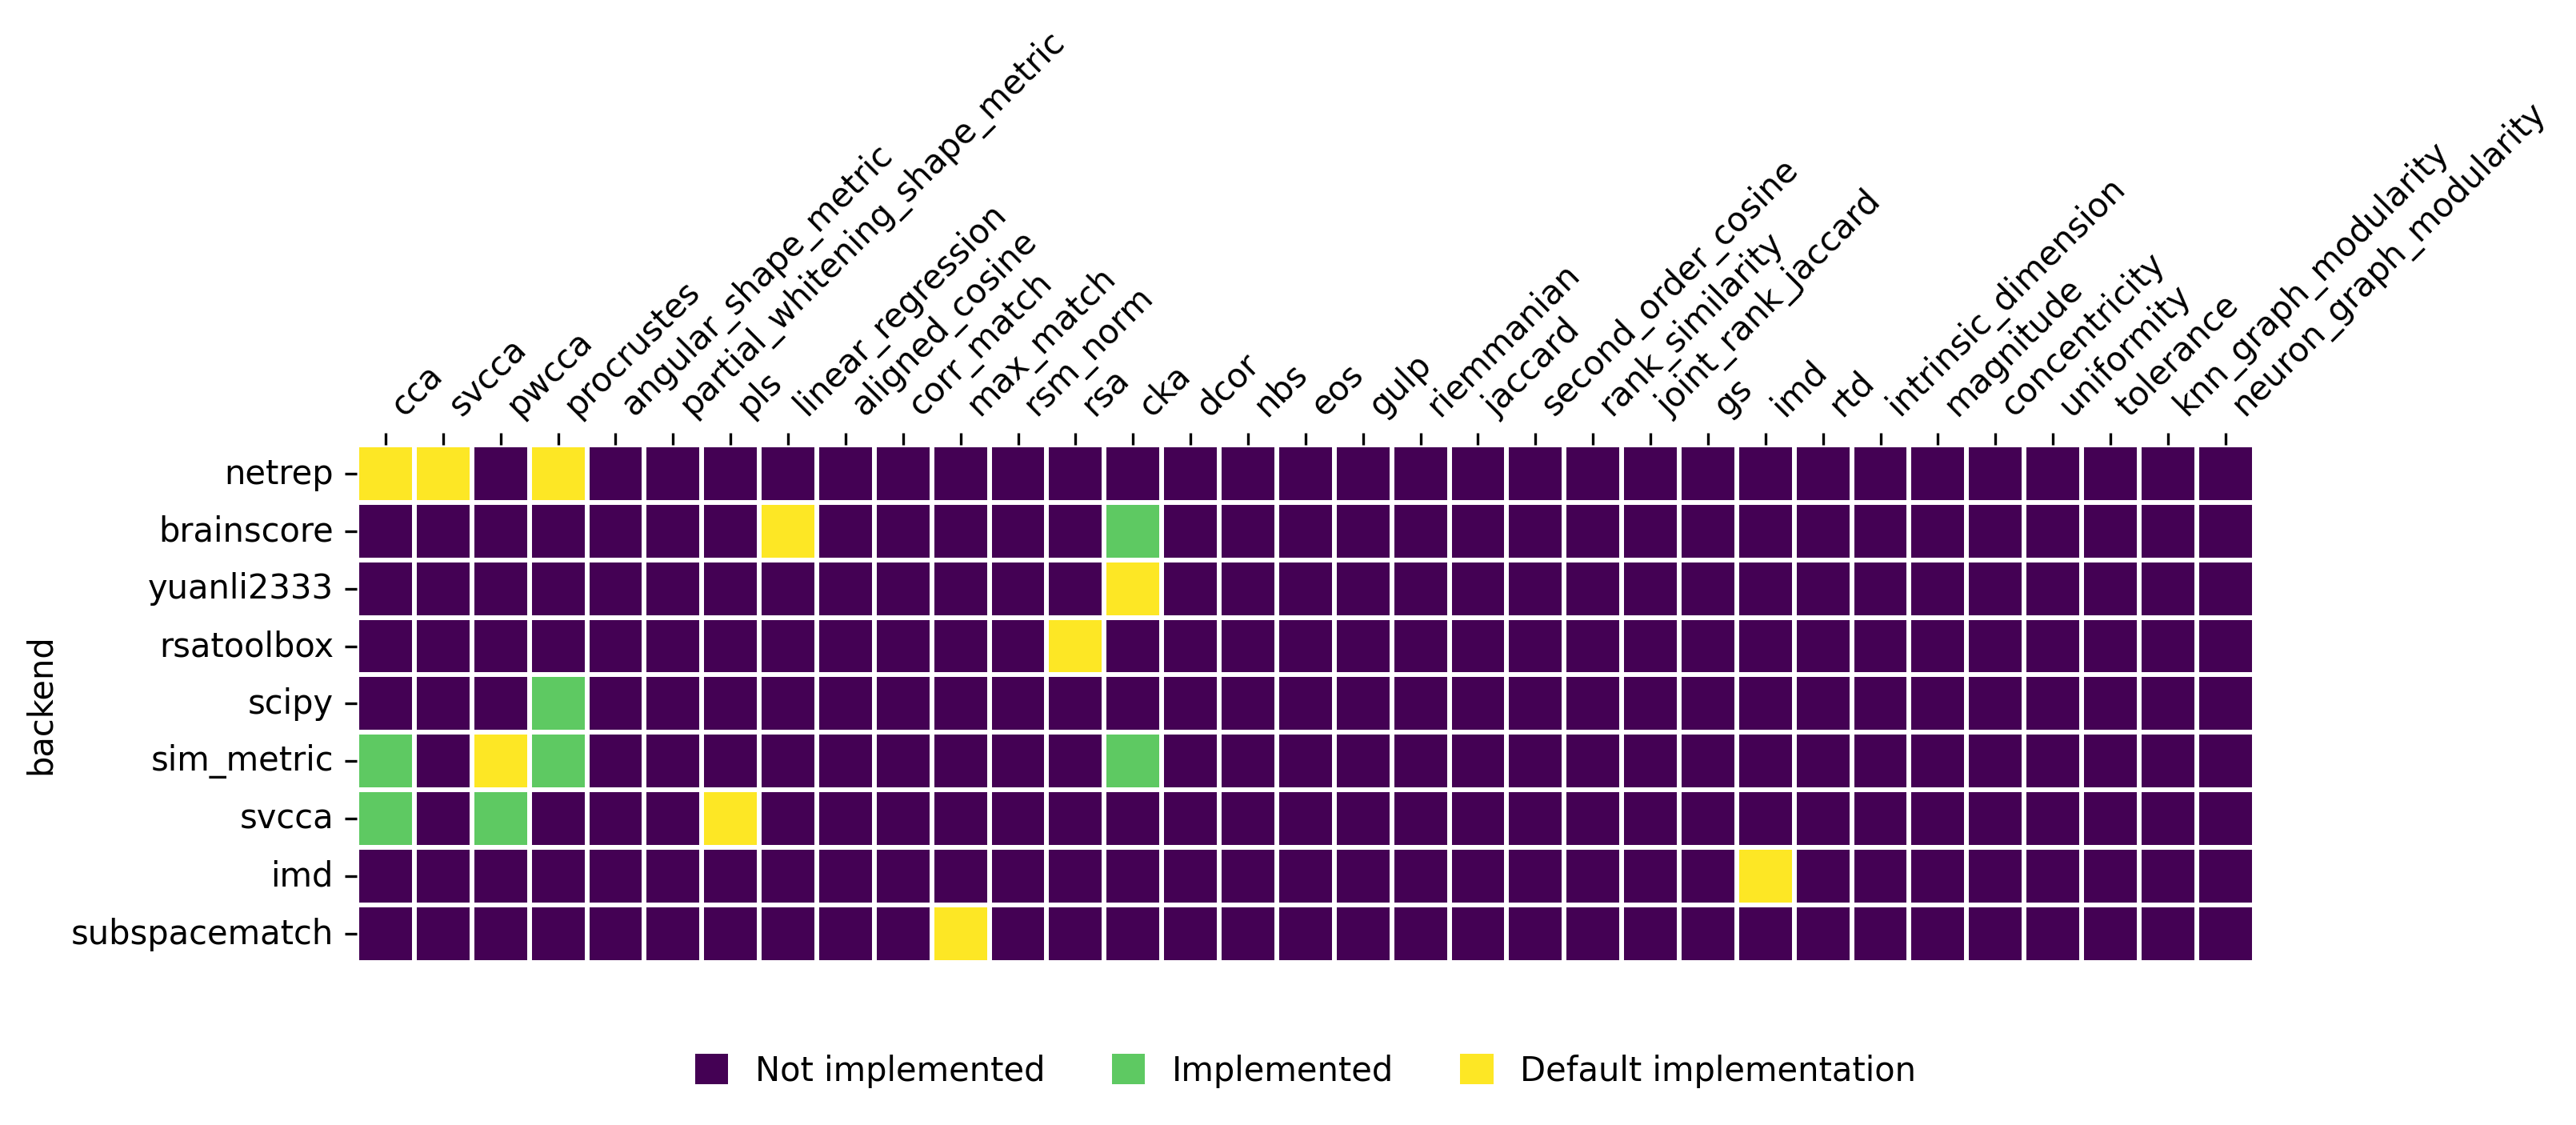 cca
svcca
pwcca
procrustes
angular_shape_metric
partial_whitening_shape_metric
pls
linear_regression
aligned_cosine
corr_match
max_match
rsm_norm
rsa
cka
dcor
nbs
eos
gulp
riemmanian
jaccard
second_order_cosine
rank_similarity
joint_rank_jaccard
gs
imd
rtd
intrinsic_dimension
magnitude
concentricity
uniformity
tolerance
knn_graph_modularity
neuron_graph_modularity
backend
netrep
brainscore
yuanli2333
rsatoolbox
scipy
sim_metric
svcca
imd
subspacematch
Not implemented
Implemented
Default implementation